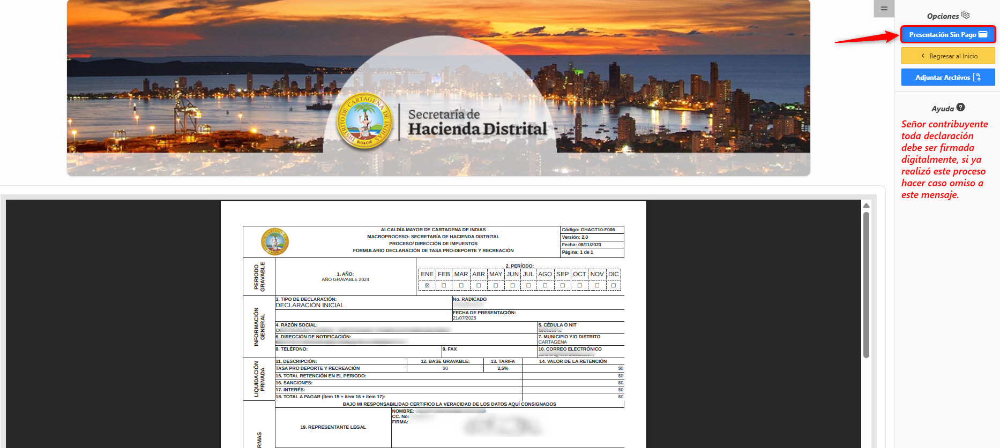 DISTRITO DE CARTAGENA DE INDIAS
Secretaría de
Hacienda Distrital
Opciones
Presentación Sin Pago
Regresar al Inicio
Adjuntar Archivos
Ayuda
Señor contribuyente
toda declaración
debe ser firmada
digitalmente, si ya
realizó este proceso
hacer caso omiso a
este mensaje.
ALCALDÍA MAYOR DE CARTAGENA DE INDIAS
MACROPROCESO: SECRETARÍA DE HACIENDA DISTRITAL
PROCESO/ DIRECCIÓN DE IMPUESTOS
FORMULARIO DECLARACIÓN DE TASA PRO-DEPORTE Y RECREACIÓN
Código: GHAGT10-F006
Versión: 2.0
Fecha: 08/11/2023
Página: 1 de 1
PERIODO
GRAVABLE
1. AÑO:
AÑO GRAVABLE 2024
2. PERÍODO:
ENE FEB MAR ABR MAY JUN JUL AGO SEP OCT NOV DIC
☒ ☐ ☐ ☐ ☐ ☐ ☐ ☐ ☐ ☐ ☐ ☐
INFORMACIÓN
GENERAL
3. TIPO DE DECLARACIÓN:
DECLARACIÓN INICIAL
No. RADICADO
FECHA DE PRESENTACIÓN:
21/07/2025
4. RAZÓN SOCIAL:
5. CÉDULA O NIT
6. DIRECCIÓN DE NOTIFICACIÓN:
7. MUNICIPIO Y/O DISTRITO
CARTAGENA
8. TELÉFONO:
9. FAX
10. CORREO ELECTRÓNICO
LIQUIDACIÓN
PRIVADA
11. DESCRIPCIÓN: 12. BASE GRAVABLE: 13. TARIFA 14. VALOR DE LA RETENCIÓN
TASA PRO DEPORTE Y RECREACIÓN $0 2,5% $0
15. TOTAL RETENCIÓN EN EL PERIODO: $0
16. SANCIONES: $0
17. INTERÉS: $0
18. TOTAL A PAGAR (Ítem 15 + ítem 16 + ítem 17): $0
BAJO MI RESPONSABILIDAD CERTIFICO LA VERACIDAD DE LOS DATOS AQUÍ CONSIGNADOS
RMAS
19. REPRESENTANTE LEGAL
NOMBRE:
CC. No:
FIRMA: